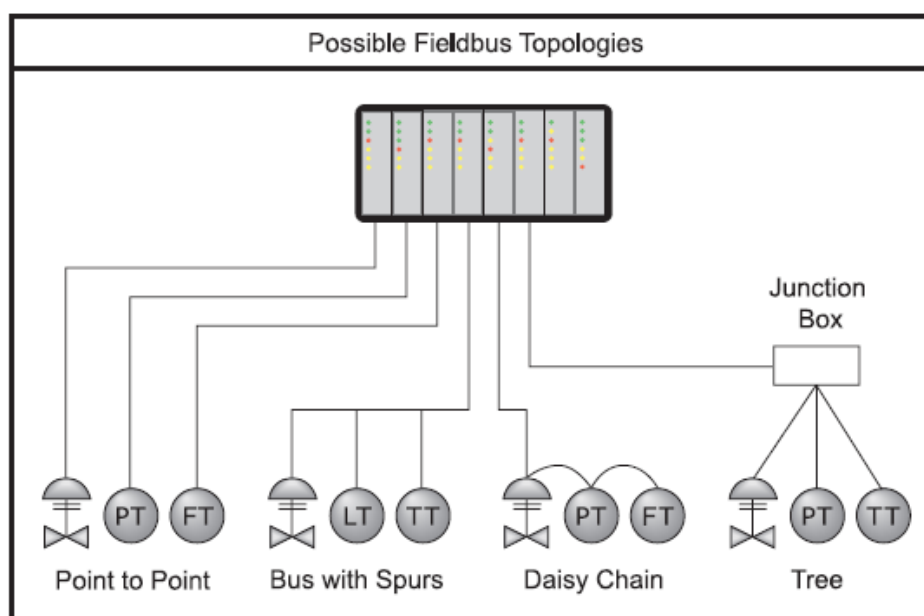 Possible Fieldbus Topologies
Junction
Box
PT FT LT TT PT FT PT TT
Point to Point Bus with Spurs Daisy Chain Tree